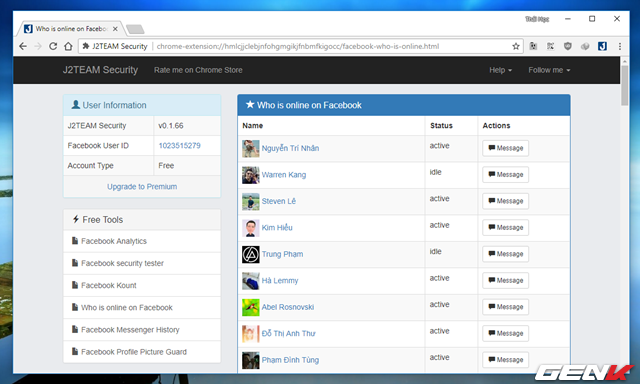 Thái Học
Who is online on Facebook
J2TEAM Security
chrome-extension://hmlcjjclebjnfohgmgikjfnbmfkigocc/facebook-who-is-online.html
J2TEAM Security
Rate me on Chrome Store
Help
Follow me
User Information
J2TEAM Security
v0.1.66
Facebook User ID
1023515279
Account Type
Free
Upgrade to Premium
Free Tools
Facebook Analytics
Facebook security tester
Facebook Kount
Who is online on Facebook
Facebook Messenger History
Facebook Profile Picture Guard
Who is online on Facebook
Name Status Actions
Nguyễn Trí Nhân active Message
Warren Kang idle Message
Steven Lê active Message
Kim Hiếu active Message
Trung Phạm idle Message
Hà Lemmy active Message
Abel Rosnovski active Message
Đỗ Thị Anh Thư active Message
Phạm Đình Tùng active Message
GENK